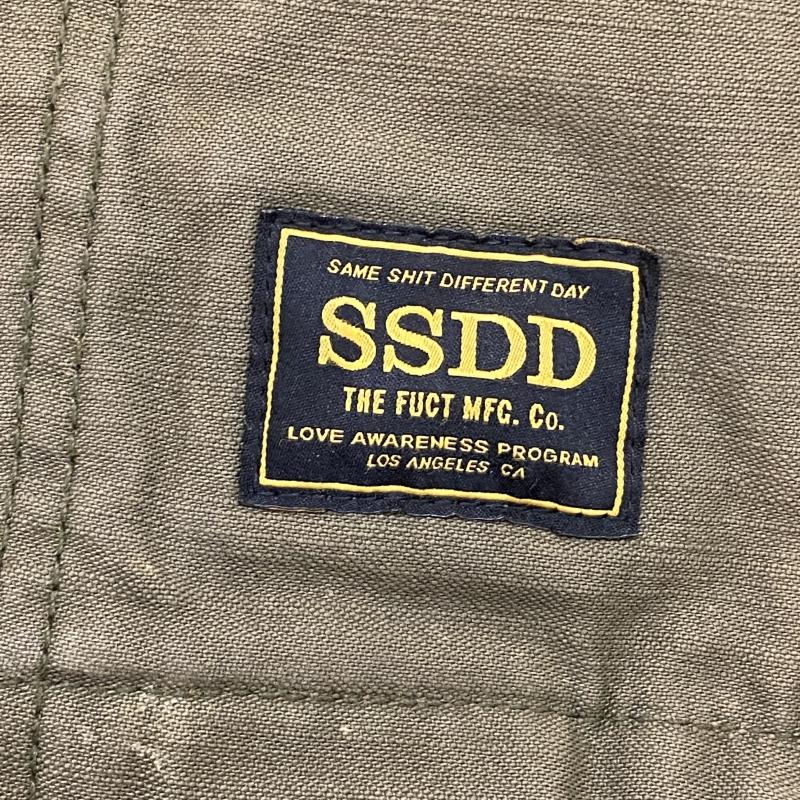 SAME SHIT DIFFERENT DAY
SSDD
THE FUCT MFG. Co.
LOVE AWARENESS PROGRAM
LOS ANGELES, CA